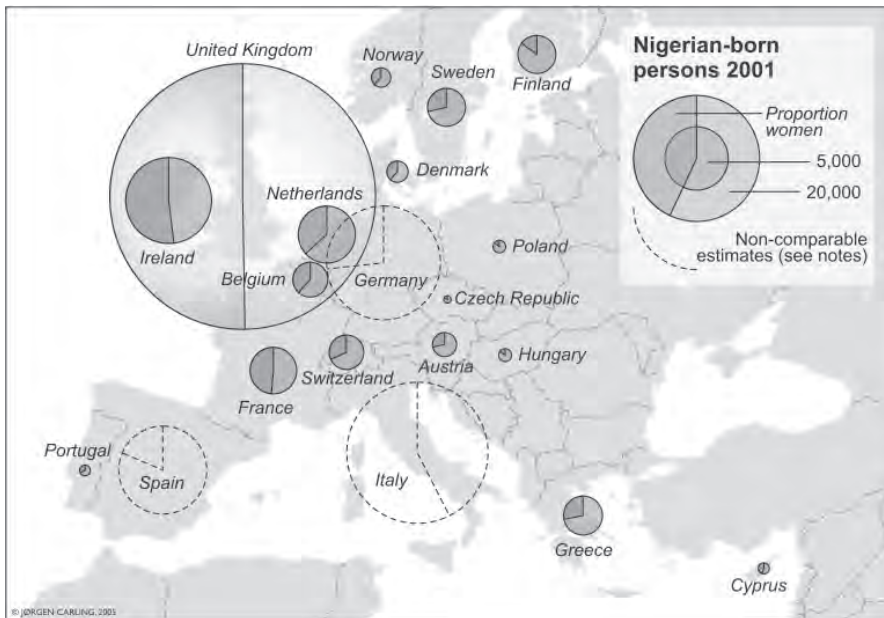 United Kingdom
Norway
Sweden
Finland
Nigerian-born
persons 2001
Proportion
women
5,000
20,000
Non-comparable
estimates (see notes)
Denmark
Netherlands
Ireland
Belgium
Germany
Poland
Czech Republic
Switzerland
Austria
Hungary
France
Portugal
Spain
Italy
Greece
Cyprus
© JØRGEN CARLING, 2005